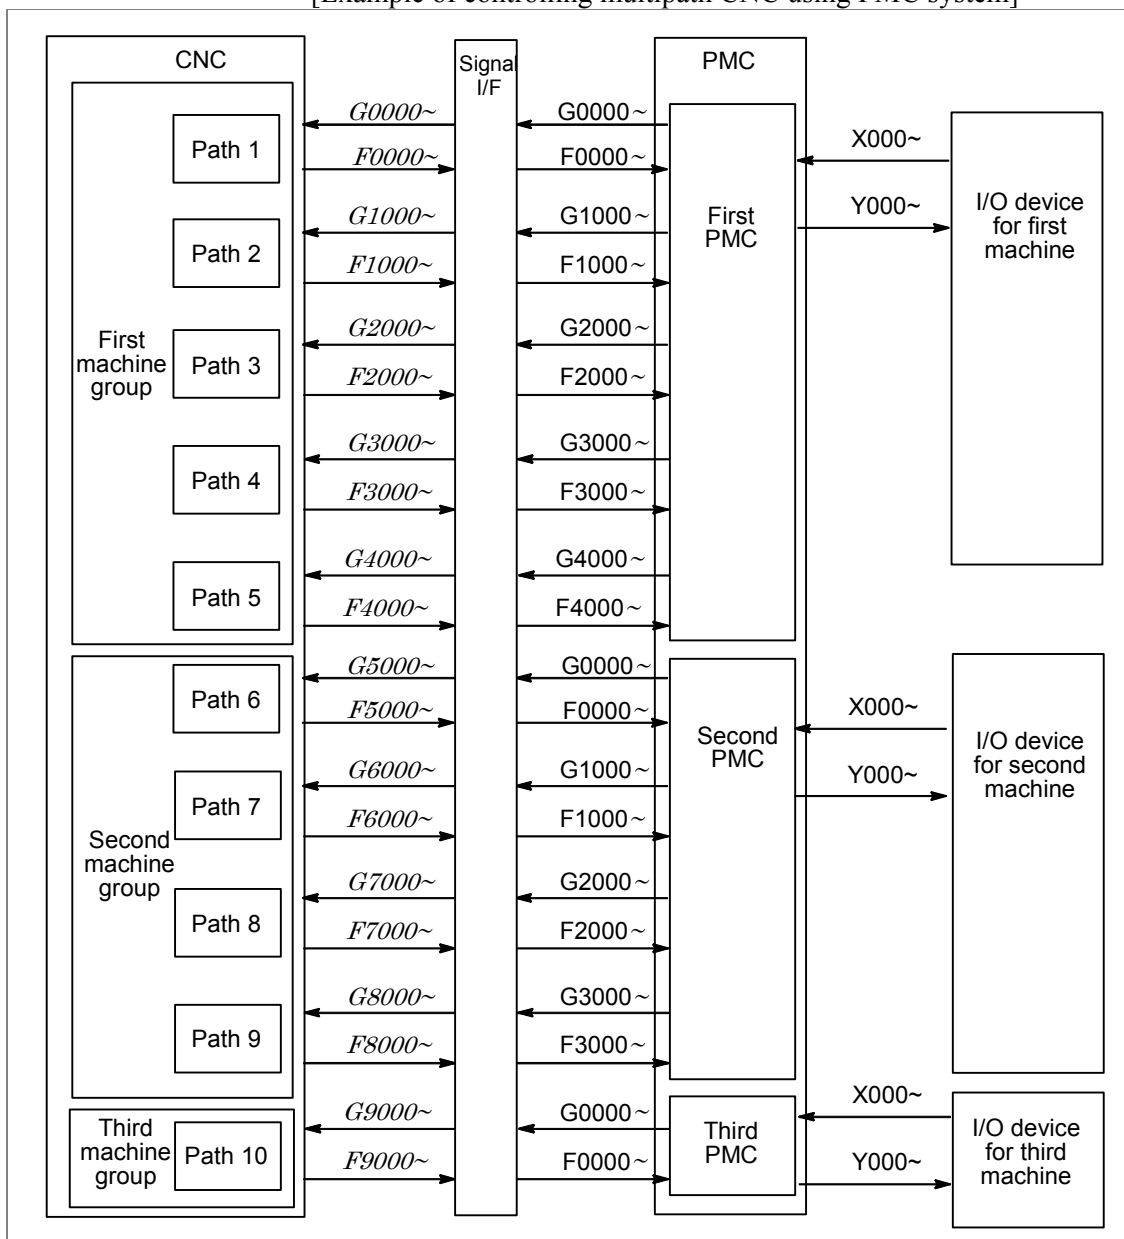 [Example of controlling multipath CNC using PMC system]
CNC
Signal
I/F
PMC
G0000~
G0000~
Path 1
F0000~
F0000~
X000~
G1000~
G1000~
First
PMC
Y000~
I/O device
for first
machine
Path 2
F1000~
F1000~
First
machine
group
G2000~
G2000~
Path 3
F2000~
F2000~
G3000~
G3000~
Path 4
F3000~
F3000~
G4000~
G4000~
Path 5
F4000~
F4000~
G5000~
G0000~
Path 6
F5000~
F0000~
X000~
Second
PMC
I/O device
for second
machine
G6000~
G1000~
Y000~
Path 7
F6000~
F1000~
Second
machine
group
G7000~
G2000~
Path 8
F7000~
F2000~
G8000~
G3000~
Path 9
F8000~
F3000~
X000~
G9000~
G0000~
Third
machine
group
Path 10
Third
PMC
I/O device
for third
machine
F9000~
F0000~
Y000~